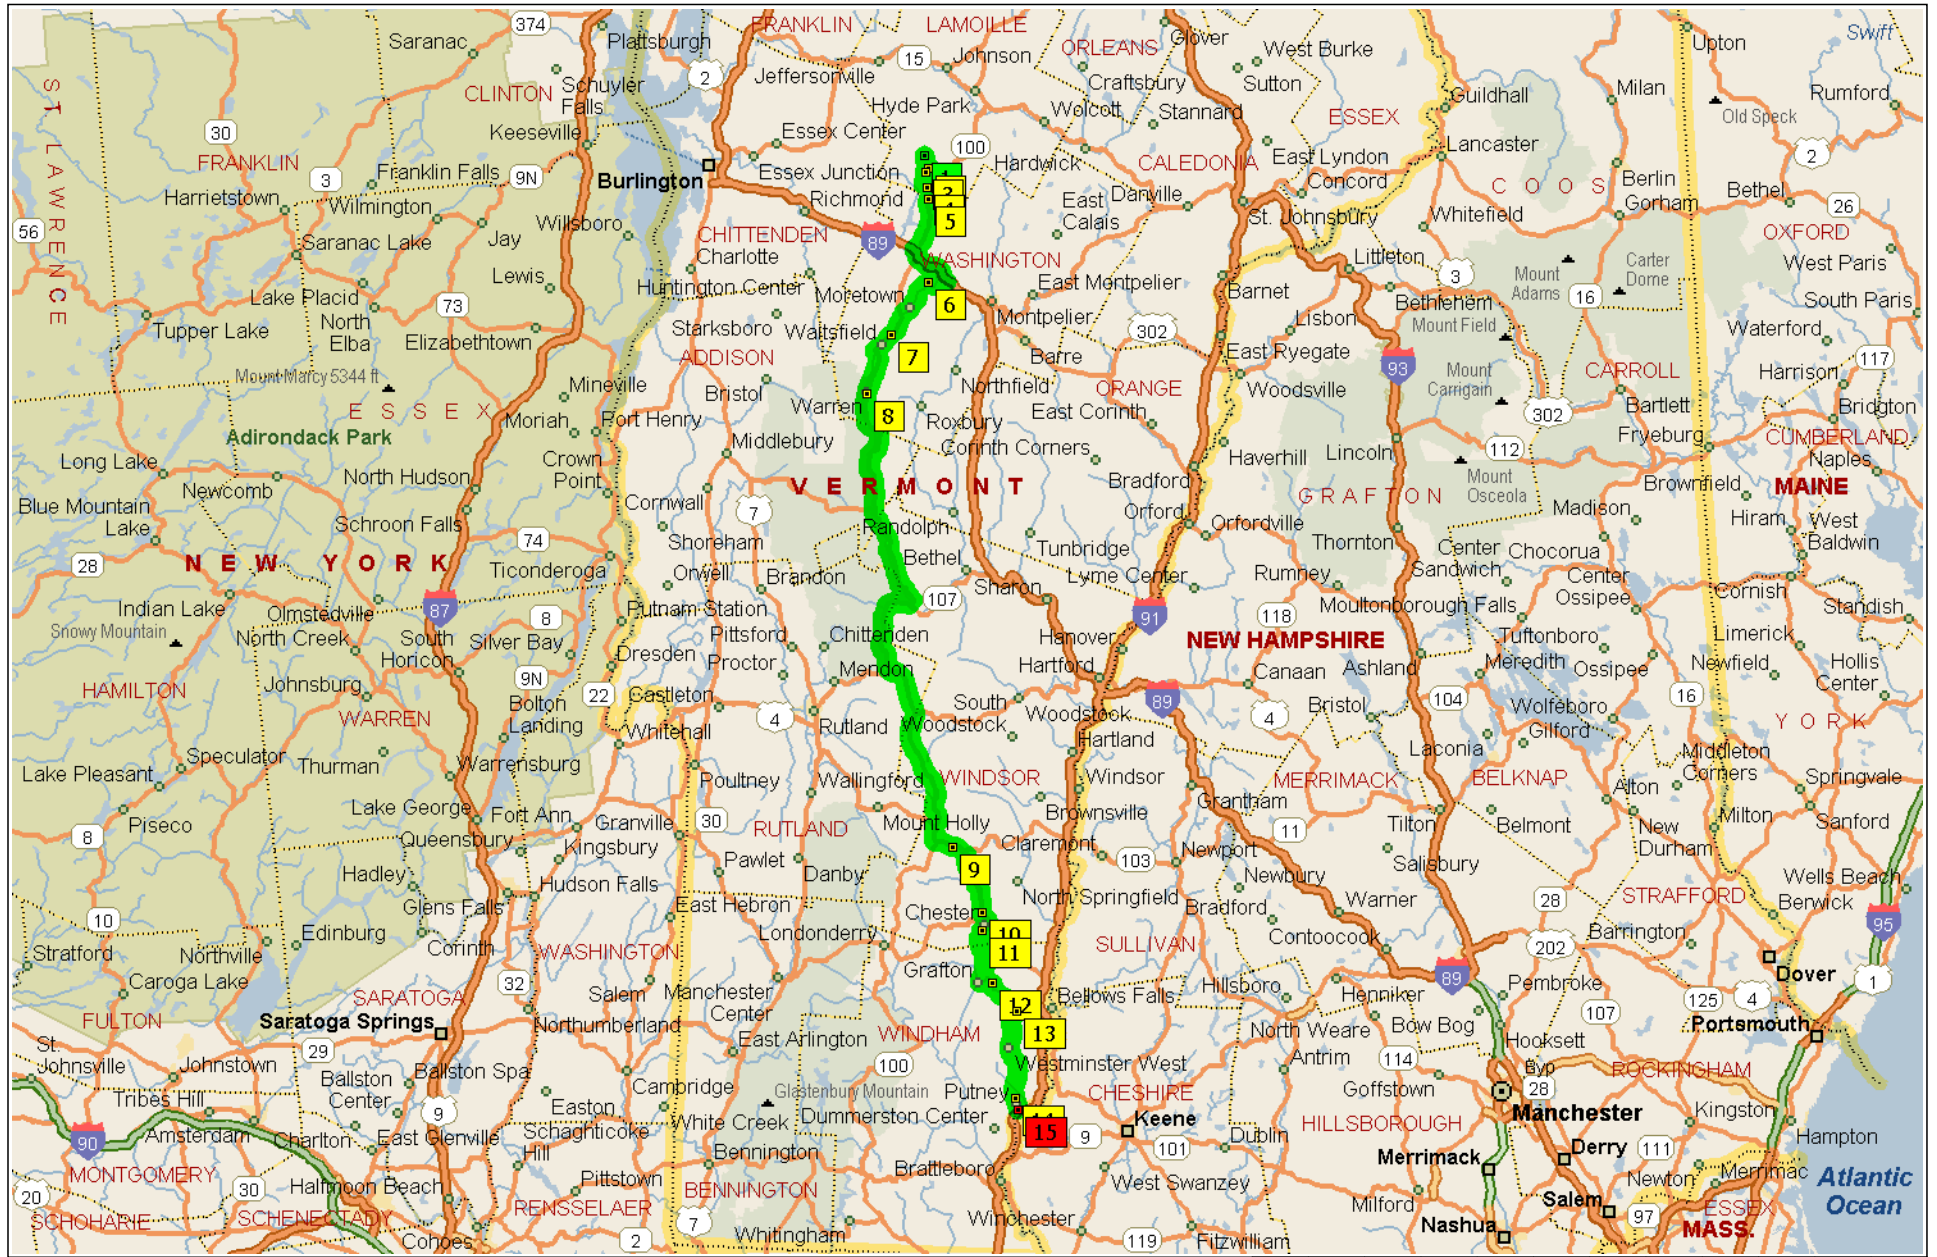 374
Saranac
Plattsburgh
FRANKLIN
LAMOILLE
ORLEANS
Glover
West Burke
Upton
Swift
15
Johnson
2
Jeffersonville
Craftsbury
Sutton
Schuyler
Falls
CLINTON
Hyde Park
Wolcott
Stannard
ESSEX
Guildhall
Milan
Rumford
Old Speck
ST LAWRENCE
30
Keeseville
Essex Center
100
Hardwick
CALEDONIA
East Lyndon
Lancaster
2
FRANKLIN
3
Franklin Falls
9N
Burlington
Essex Junction
1
Concord
COOS
Berlin
Bethel
Harrietstown
Wilmington
Richmond
East
Calais
Danville
Gorham
26
56
Willsboro
5
St. Johnsbury
Whitefield
OXFORD
Jay
Saranac Lake
CHITTENDEN
89
WASHINGTON
Charlotte
Littleton
3
Mount
Adams
Carter
Dome
West Paris
Lewis
Huntington Center
Moretown
East Montpelier
Barnet
Bethlehem
16
South Paris
Lake Placid
73
6
Montpelier
Lisbon
Mount Field
Waterford
Tupper Lake
North
Elba
Elizabethtown
Starksboro
Waitsfield
302
ADDISON
7
Barre
East Ryegate
93
Mount
Carrigain
CARROLL
117
Harrison
Mount Marcy 5344 ft
Mineville
Bristol
Northfield
ORANGE
Woodsville
302
Bartlett
Bridgton
ESSEX
Moriah
Port Henry
Warren
8
Roxbury
East Corinth
Adirondack Park
Middlebury
Corinth Corners
Haverhill
Lincoln
112
Fryeburg
CUMBERLAND
Naples
Long Lake
North Hudson
Crown
Point
Mount
Osceola
Newcomb
Cornwall
VERMONT
Bradford
GRAFTON
Brownfield
MAINE
Blue Mountain
Lake
Schroon Falls
7
Randolph
Orford
Orfordville
Madison
Hiram
West
Baldwin
28
NEW YORK
74
Shoreham
Bethel
Tunbridge
Thornton
Center
Sandwich
Chocorua
Ticonderoga
Orwell
Brandon
Sharon
Lyme Center
Rumney
Center
Ossipee
Cornish
Indian Lake
Olmstedville
87
8
Putnam Station
107
91
118
Moultonborough Falls
Standish
Snowy Mountain
North Creek
South
Horicon
Silver Bay
Pittsford
Chittenden
Hanover
NEW HAMPSHIRE
Tuftonboro
Limerick
Dresden
Proctor
Mendon
Hartford
Canaan
Ashland
Meredith
Ossipee
Newfield
Hollis
Center
HAMILTON
Johnsburg
9N
22
Castleton
89
104
16
WARREN
Bolton
Landing
4
Rutland
South
Woodstock
Woodstock
4
Bristol
Wolfeboro
YORK
Whitehall
Hartland
Gilford
Speculator
Thurman
Warrensburg
Laconia
Middleton
Corners
Lake Pleasant
Poultney
Wallingford
WINDSOR
Windsor
MERRIMACK
BELKNAP
Alton
Springvale
Lake George
Fort Ann
Brownsville
Grantham
Piseco
8
Queensbury
Granville
30
RUTLAND
Mount Holly
11
Tilton
Belmont
New
Durham
Milton
Sanford
Kingsbury
Pawlet
Claremont
103
Newport
Salisbury
Hadley
Hudson Falls
Danby
9
Newbury
Wells Beach
Glens Falls
East Hebron
Chester
North Springfield
Bradford
Warner
28
STRAFFORD
Berwick
10
95
Stratford
Edinburg
Corinth
WASHINGTON
Londonderry
10
11
SULLIVAN
Contoocook
202
Barrington
Northville
Grafton
89
Dover
Caroga Lake
32
Salem
Manchester
Center
12
Bellows Falls
Hillsboro
Henniker
Pembroke
1
SARATOGA
125
4
FULTON
Saratoga Springs
Northumberland
WINDHAM
13
North Weare
Bow Bog
107
Portsmouth
St.
Johnsville
Johnstown
29
East Arlington
Hooksett
Ballston
Center
Ballston Spa
100
Westminster West
Antrim
114
Byp
28
ROCKINGHAM
Tribes Hill
Cambridge
Glastenbury Mountain
Putney
CHESHIRE
Goffstown
9
Easton
White Creek
Dummerston Center
14
15
9
Keene
Manchester
Kingston
90
Amsterdam
Charlton
East Glenville
Schaghticoke
Hill
101
Dublin
HILLSBOROUGH
Derry
111
Hampton
MONTGOMERY
Bennington
Merrimack
Brattleboro
West Swanzey
Newton
Merrimac
Atlantic
Ocean
20
30
Halfmoon Beach
Pittstown
BENNINGTON
Milford
Salem
SCHOHARIE
SCHENECTADY
RENSSELAER
7
Whitingham
Winchester
Nashua
97
ESSEX
MASS.
Cohoes
2
119
Fitzwilliam